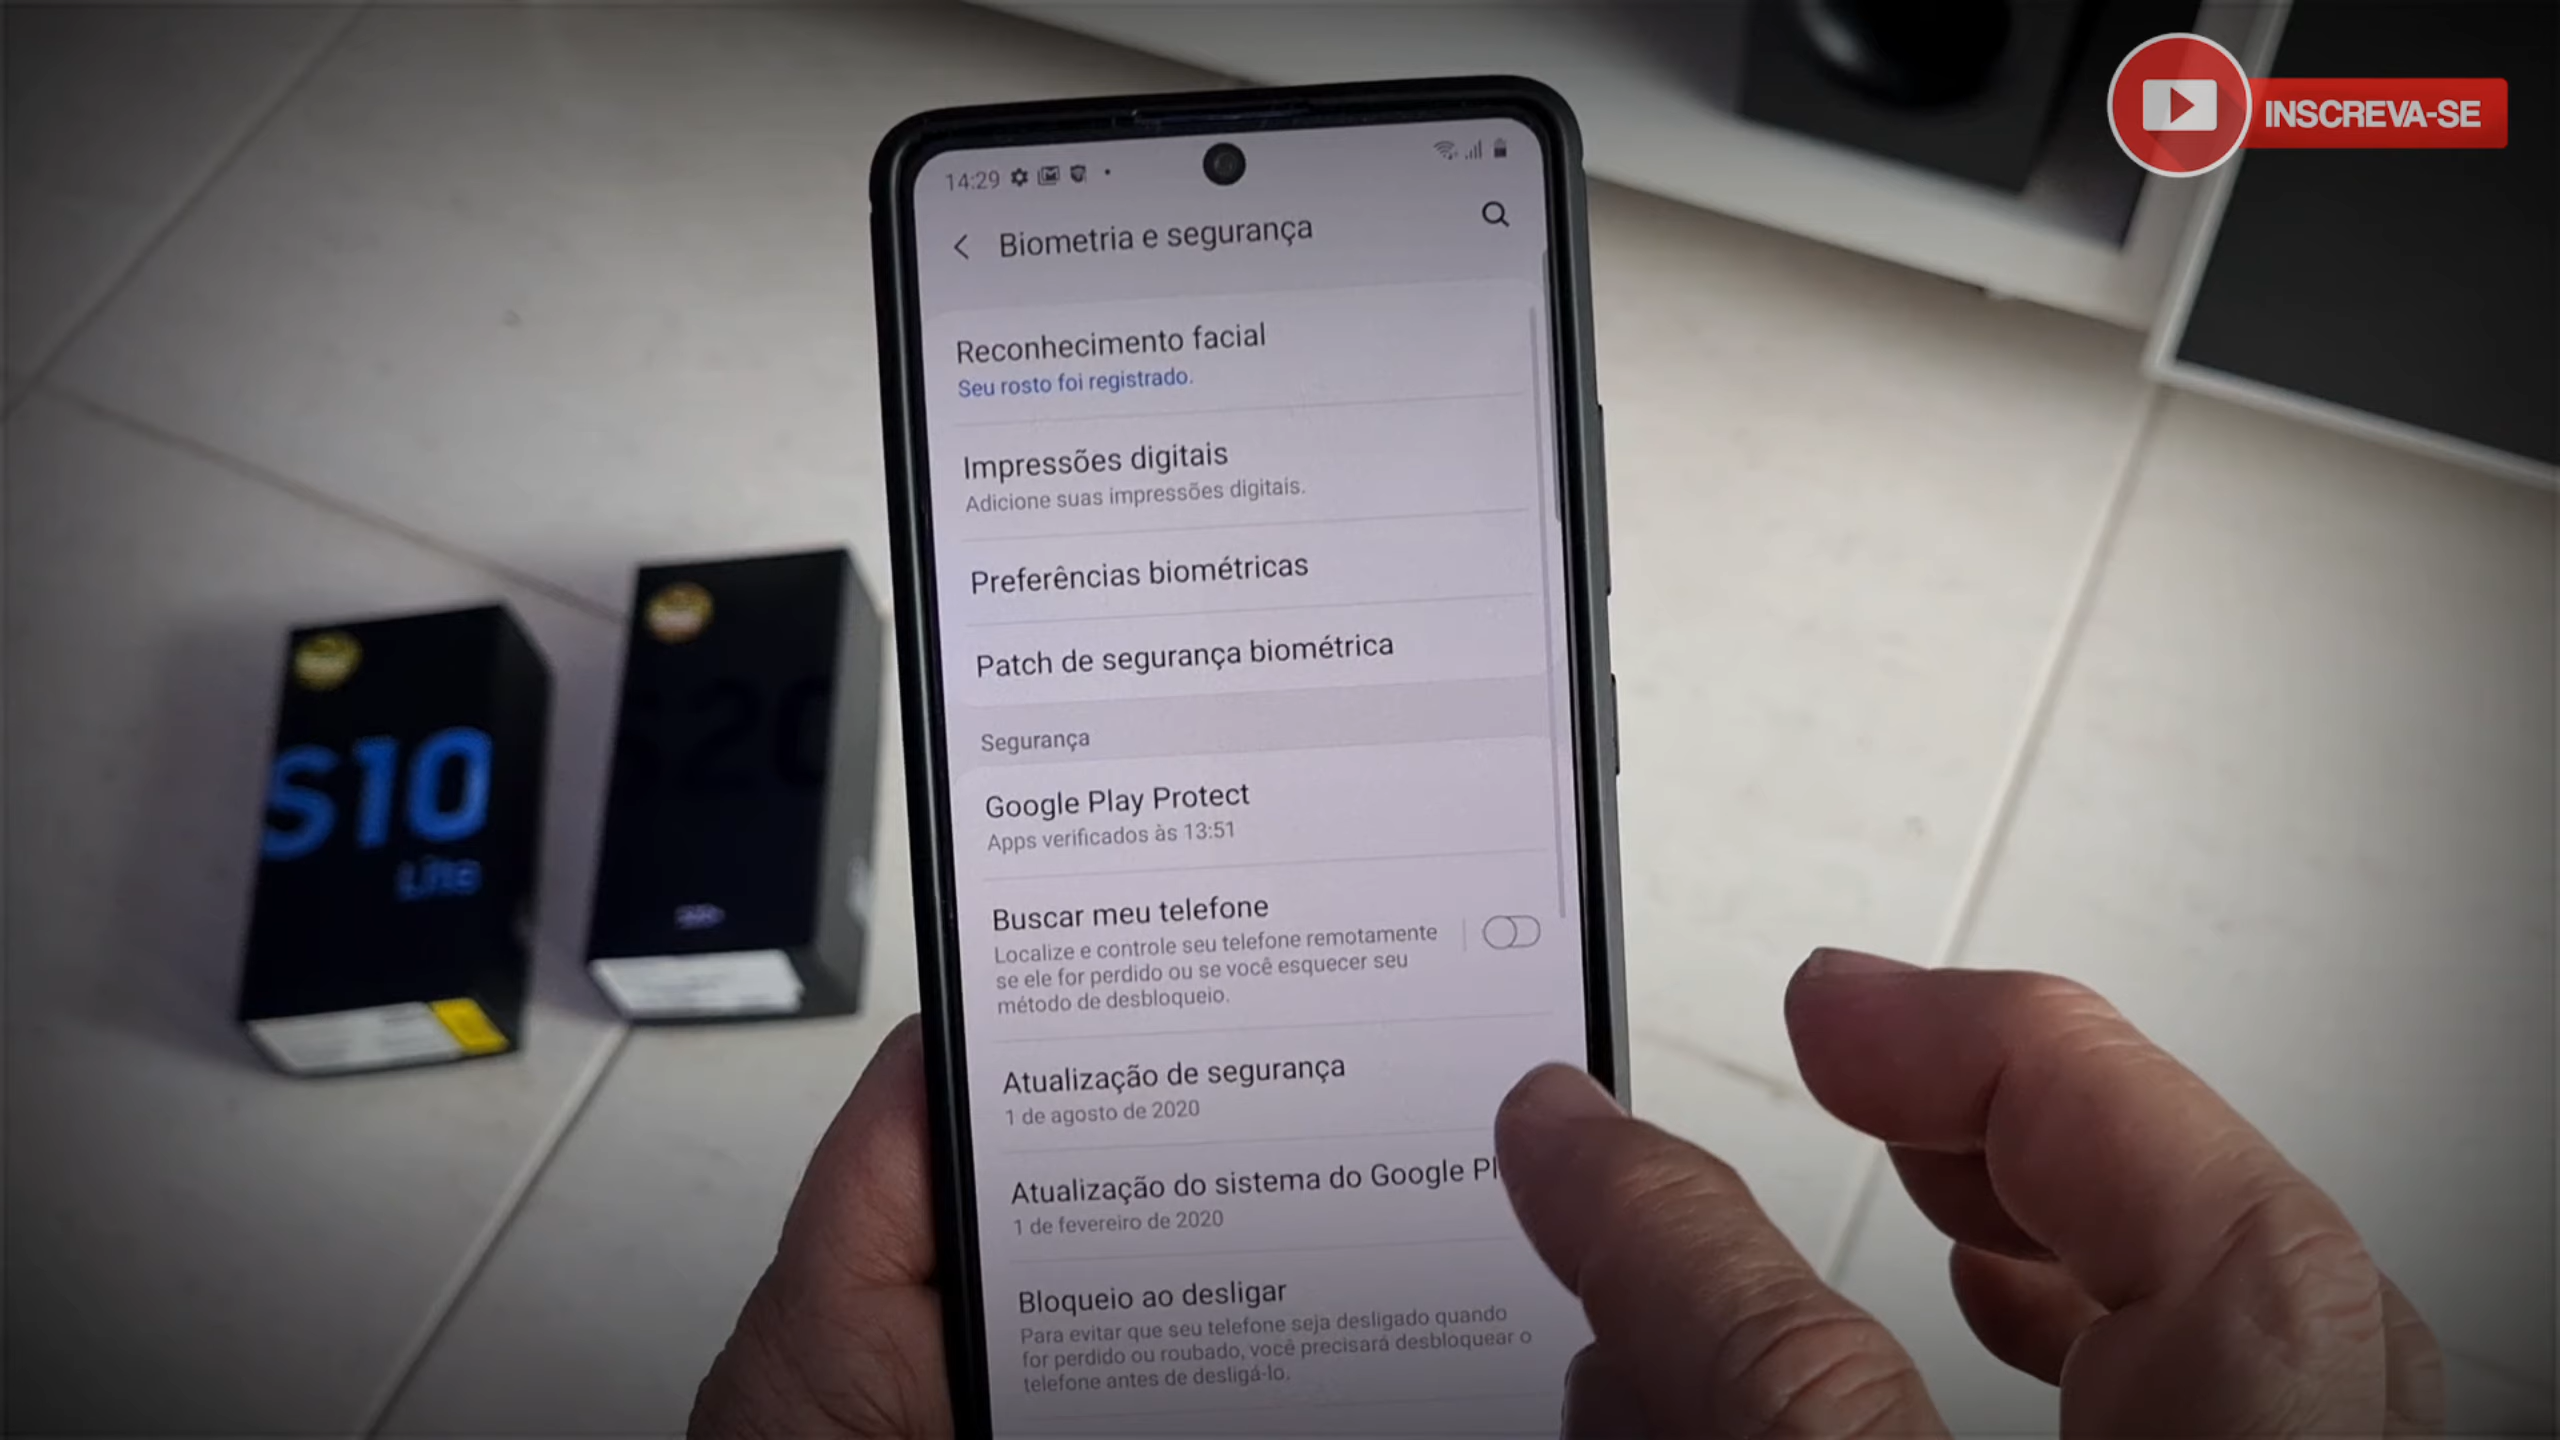 INSCREVA-SE
14:29
Biometria e segurança
Reconhecimento facial
Seu rosto foi registrado.
Impressões digitais
Adicione suas impressões digitais.
Preferências biométricas
Patch de segurança biométrica
Segurança
Google Play Protect
Apps verificados às 13:51
Buscar meu telefone
Localize e controle seu telefone remotamente
se ele for perdido ou se você esquecer seu
método de desbloqueio.
Atualização de segurança
1 de agosto de 2020
Atualização do sistema do Google Pl
1 de fevereiro de 2020
Bloqueio ao desligar
Para evitar que seu telefone seja desligado quando
for perdido ou roubado, você precisará desbloquear o
telefone antes de desligá-lo.
S10
Lite
S20